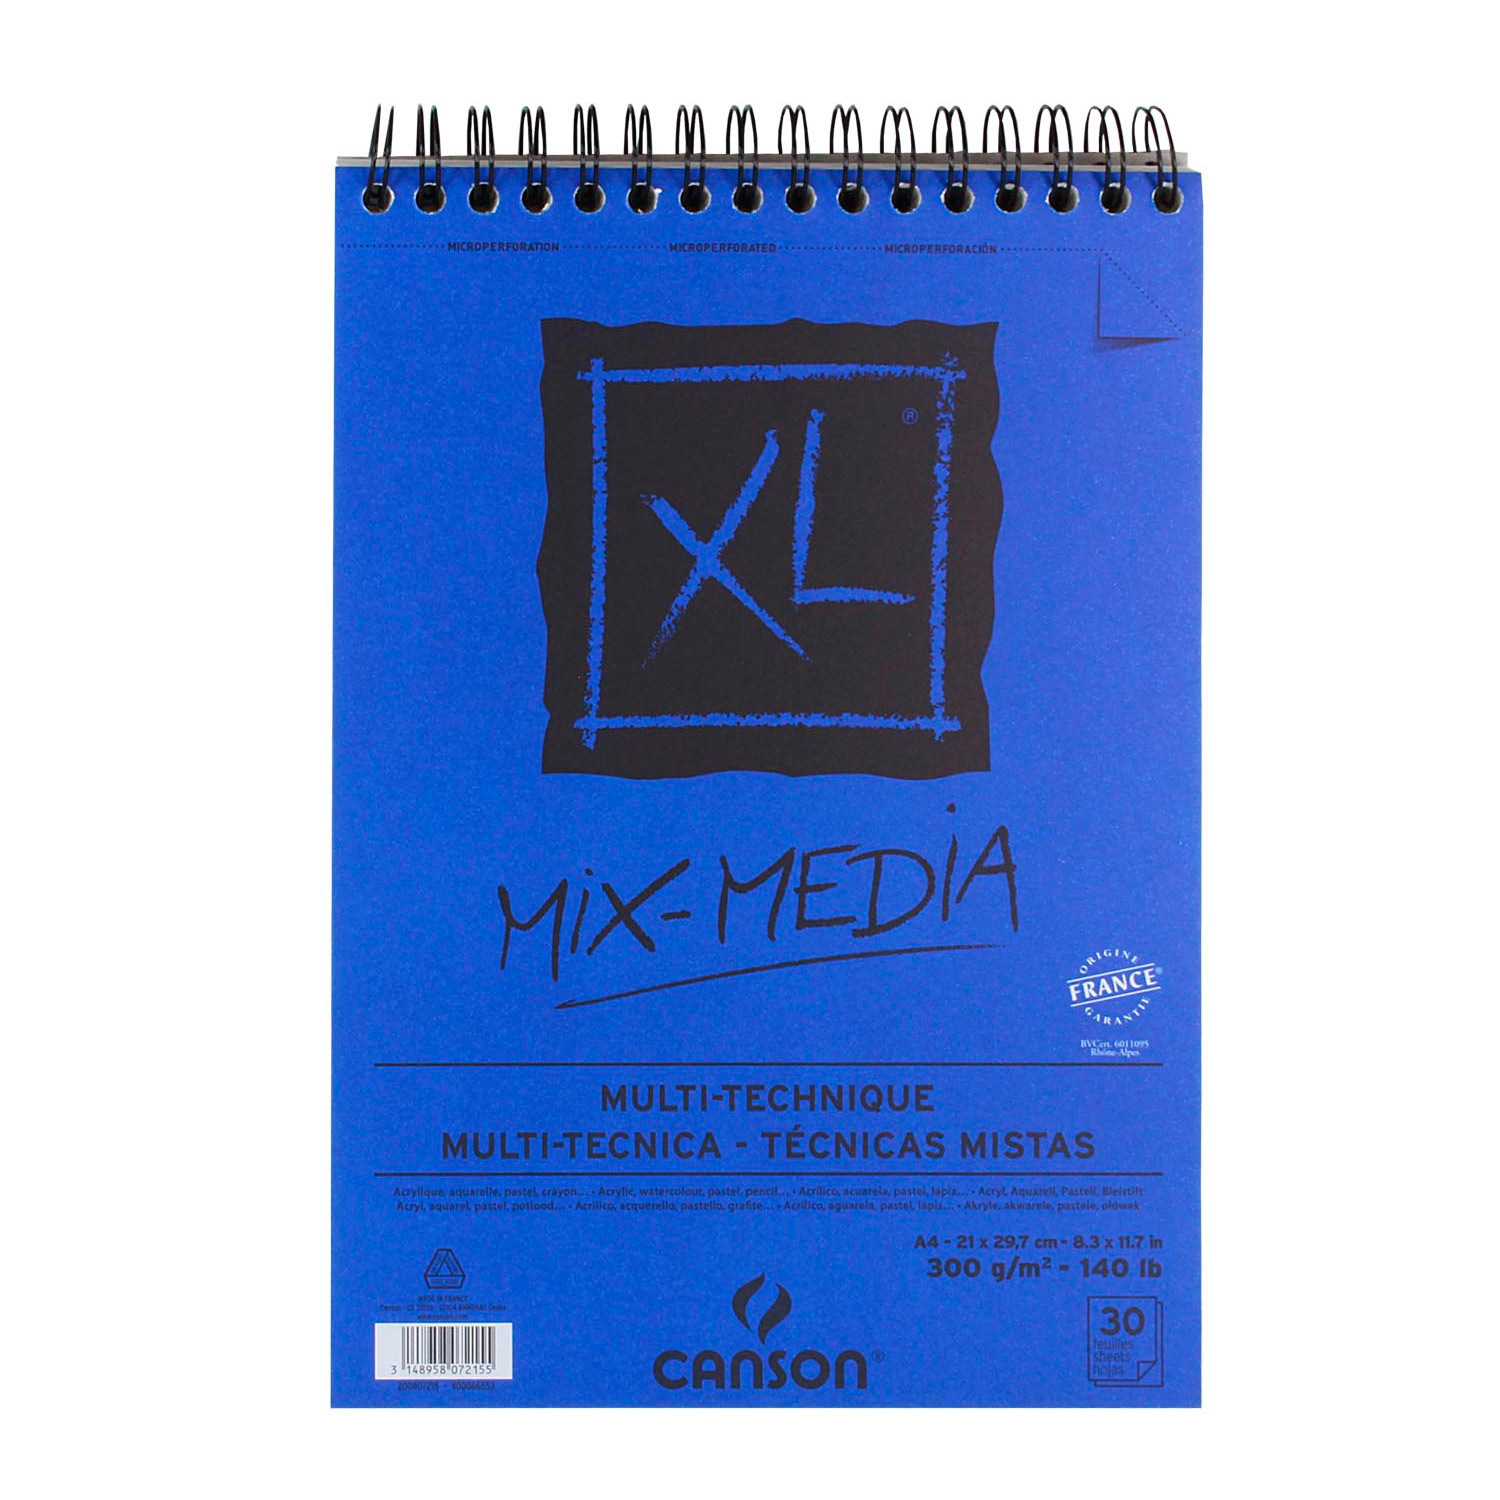 MICROPERFORATION MICROPERFORATED MICROPERFORACIÓN
XL®
MiX-MEDiA
ORIGINE
FRANCE®
GARANTIE
BVCert. 6011095
Rhône-Alpes
MULTI-TECHNIQUE
MULTI-TECNICA - TÉCNICAS MISTAS
Acrylique, aquarelle, pastel, crayon... • Acrylic, watercolour, pastel, pencil... • Acrílico, acuarela, pastel, lápiz... • Acryl, Aquarell, Pastell, Bleistift
Acryl, aquarel, pastel, potlood... • Acrilico, acquerello, pastello, grafite... • Acrílico, aguarela, pastel, lápis... • Akryle, akwarele, pastele, ołówek
A4 - 21 x 29,7 cm - 8.3 x 11.7 in
300 g/m² - 140 lb
30
feuilles
sheets
hojas
MADE IN FRANCE
www.canson.com
3 148958 072155
CANSON®